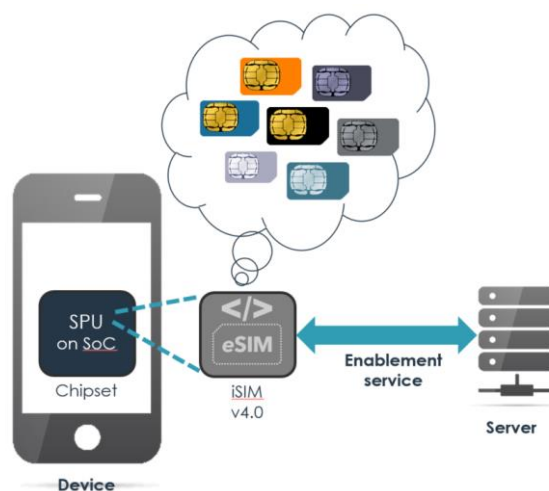 SPU
on SoC
Chipset
Device
</>
eSIM
iSIM
v4.0
Enablement
service
Server